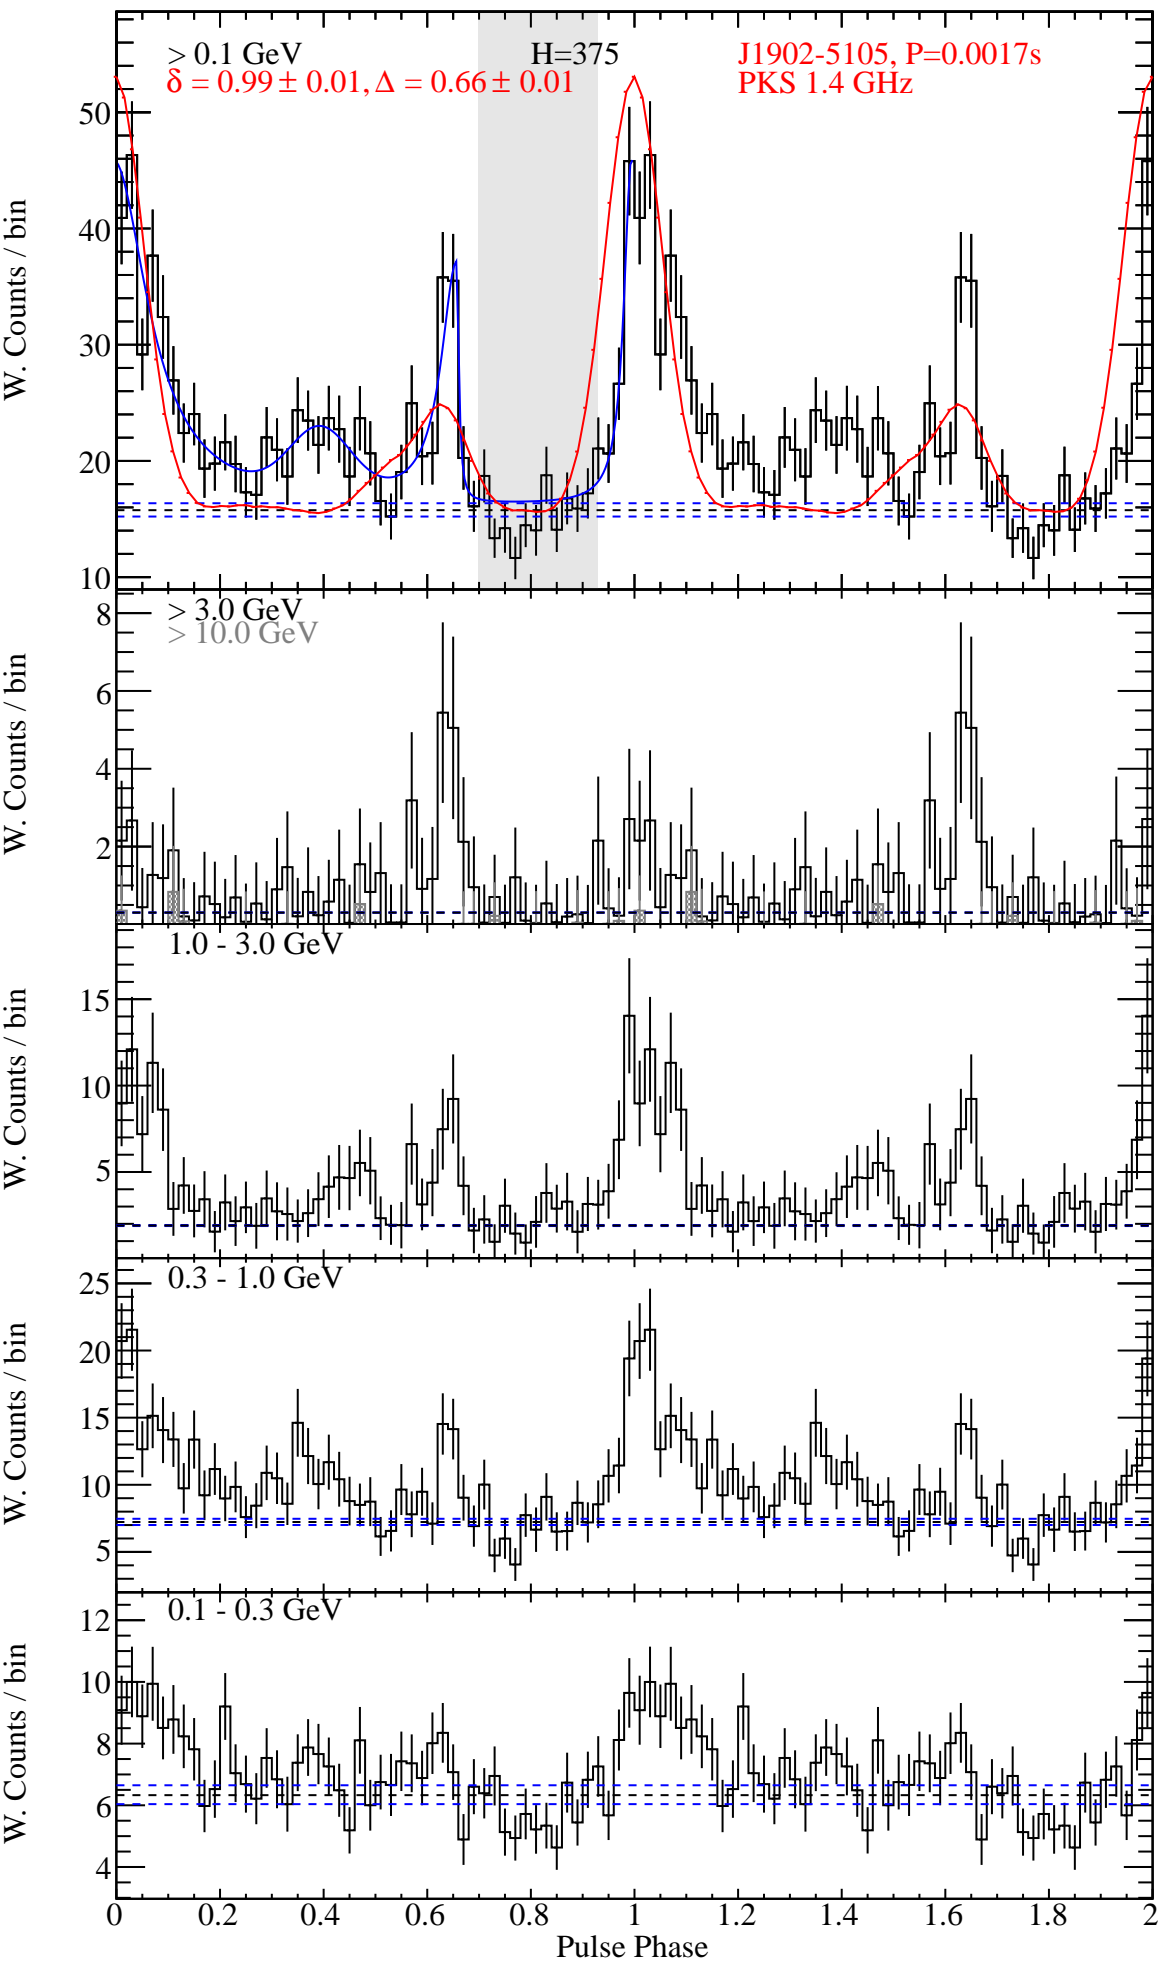 > 0.1 GeV H=375 J1902-5105, P=0.0017s
δ = 0.99 ± 0.01, Δ = 0.66 ± 0.01 PKS 1.4 GHz
50
40
30
20
10
W. Counts / bin
> 3.0 GeV
> 10.0 GeV
8
6
4
2
W. Counts / bin
1.0 - 3.0 GeV
15
10
5
W. Counts / bin
0.3 - 1.0 GeV
25
20
15
10
5
W. Counts / bin
0.1 - 0.3 GeV
12
10
8
6
4
W. Counts / bin
0 0.2 0.4 0.6 0.8 1 1.2 1.4 1.6 1.8 2
Pulse Phase